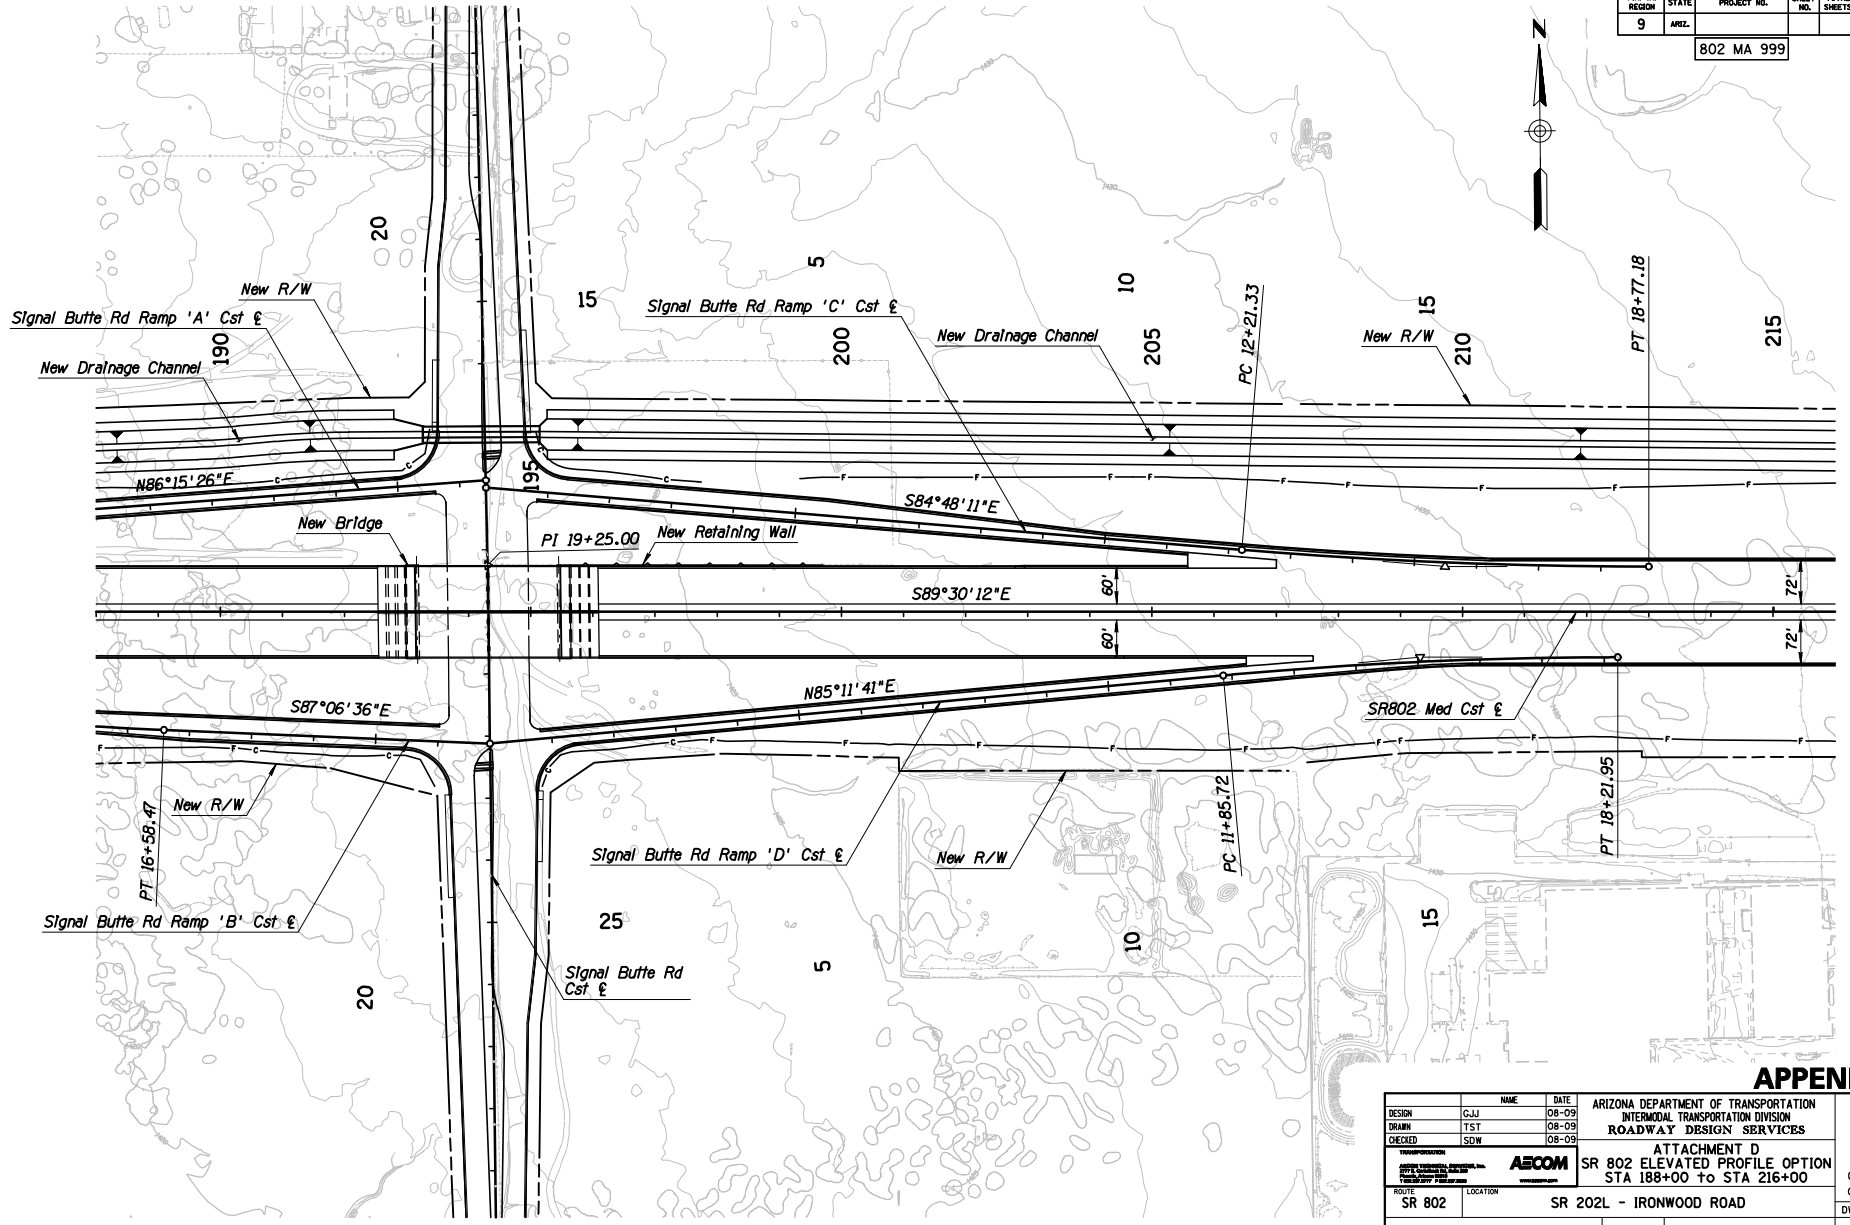 REGION
STATE
PROJECT NO.
NO.
SHEETS
9
ARIZ.
802 MA 999
N
20
New R/W
Signal Butte Rd Ramp 'A' Cst ℄
190
New Drainage Channel
15
5
Signal Butte Rd Ramp 'C' Cst ℄
200
New Drainage Channel
10
205
PC 12+21.33
15
New R/W
210
PT 18+77.18
215
N86°15'26"E
195
S84°48'11"E
New Bridge
PI 19+25.00
New Retaining Wall
S89°30'12"E
60'
60'
72'
72'
S87°06'36"E
N85°11'41"E
SR802 Med Cst ℄
New R/W
PT 16+58.47
Signal Butte Rd Ramp 'B' Cst ℄
Signal Butte Rd Ramp 'D' Cst ℄
New R/W
PC 11+85.72
PT 18+21.95
20
25
Signal Butte Rd
Cst ℄
5
10
15
APPEN
NAME
DATE
DESIGN
GJJ
08-09
DRAWN
TST
08-09
CHECKED
SDW
08-09
ARIZONA DEPARTMENT OF TRANSPORTATION
INTERMODAL TRANSPORTATION DIVISION
ROADWAY DESIGN SERVICES
TRANSPORTATION
AECOM
ATTACHMENT D
SR 802 ELEVATED PROFILE OPTION
STA 188+00 to STA 216+00
ROUTE
SR 802
LOCATION
SR 202L - IRONWOOD ROAD